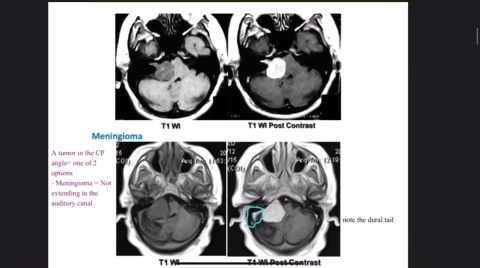 T1 WI
T1 WI Post Contrast
Meningioma
A tumor in the CP
angle= one of 2
options
- Meningioma = Not
extending in the
auditory canal
note the dural tail
T1 WI
T1 WI Post Contrast